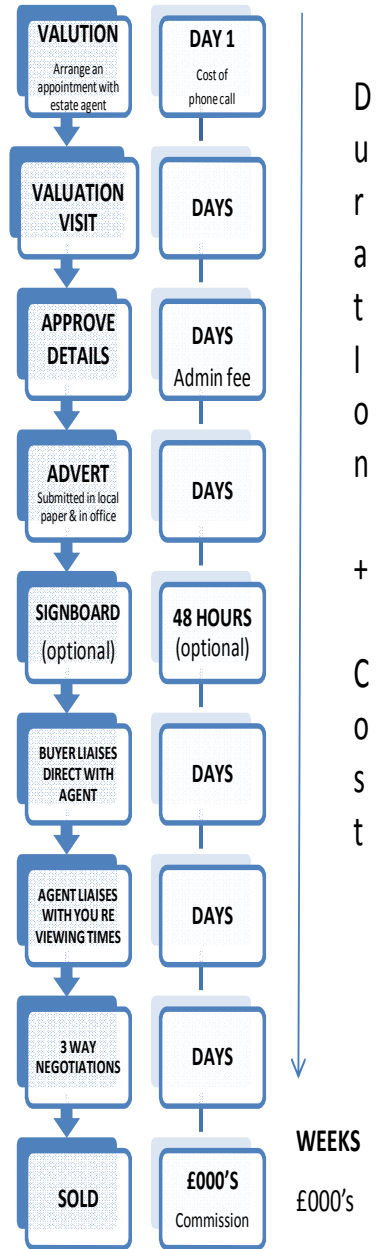 VALUTION
Arrange an
appointment with
estate agent
DAY 1
Cost of
phone call
VALUATION
VISIT
DAYS
APPROVE
DETAILS
DAYS
Admin fee
ADVERT
Submitted in local
paper & in office
DAYS
SIGNBOARD
(optional)
48 HOURS
(optional)
BUYER LIAISES
DIRECT WITH
AGENT
DAYS
AGENT LIAISES
WITH YOU RE
VIEWING TIMES
DAYS
3 WAY
NEGOTIATIONS
DAYS
SOLD
£000'S
Commission
D
u
r
a
t
I
o
n
+
C
o
s
t
WEEKS
£000's